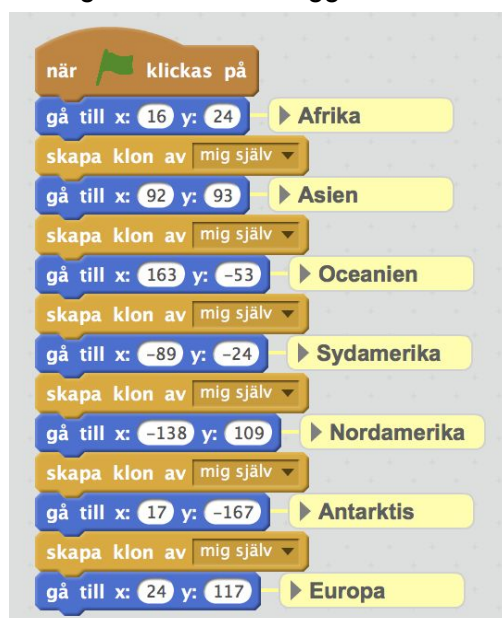 när klickas på
gå till x: 16 y: 24 Afrika
skapa klon av mig själv
gå till x: 92 y: 93 Asien
skapa klon av mig själv
gå till x: 163 y: -53 Oceanien
skapa klon av mig själv
gå till x: -89 y: -24 Sydamerika
skapa klon av mig själv
gå till x: -138 y: 109 Nordamerika
skapa klon av mig själv
gå till x: 17 y: -167 Antarktis
skapa klon av mig själv
gå till x: 24 y: 117 Europa